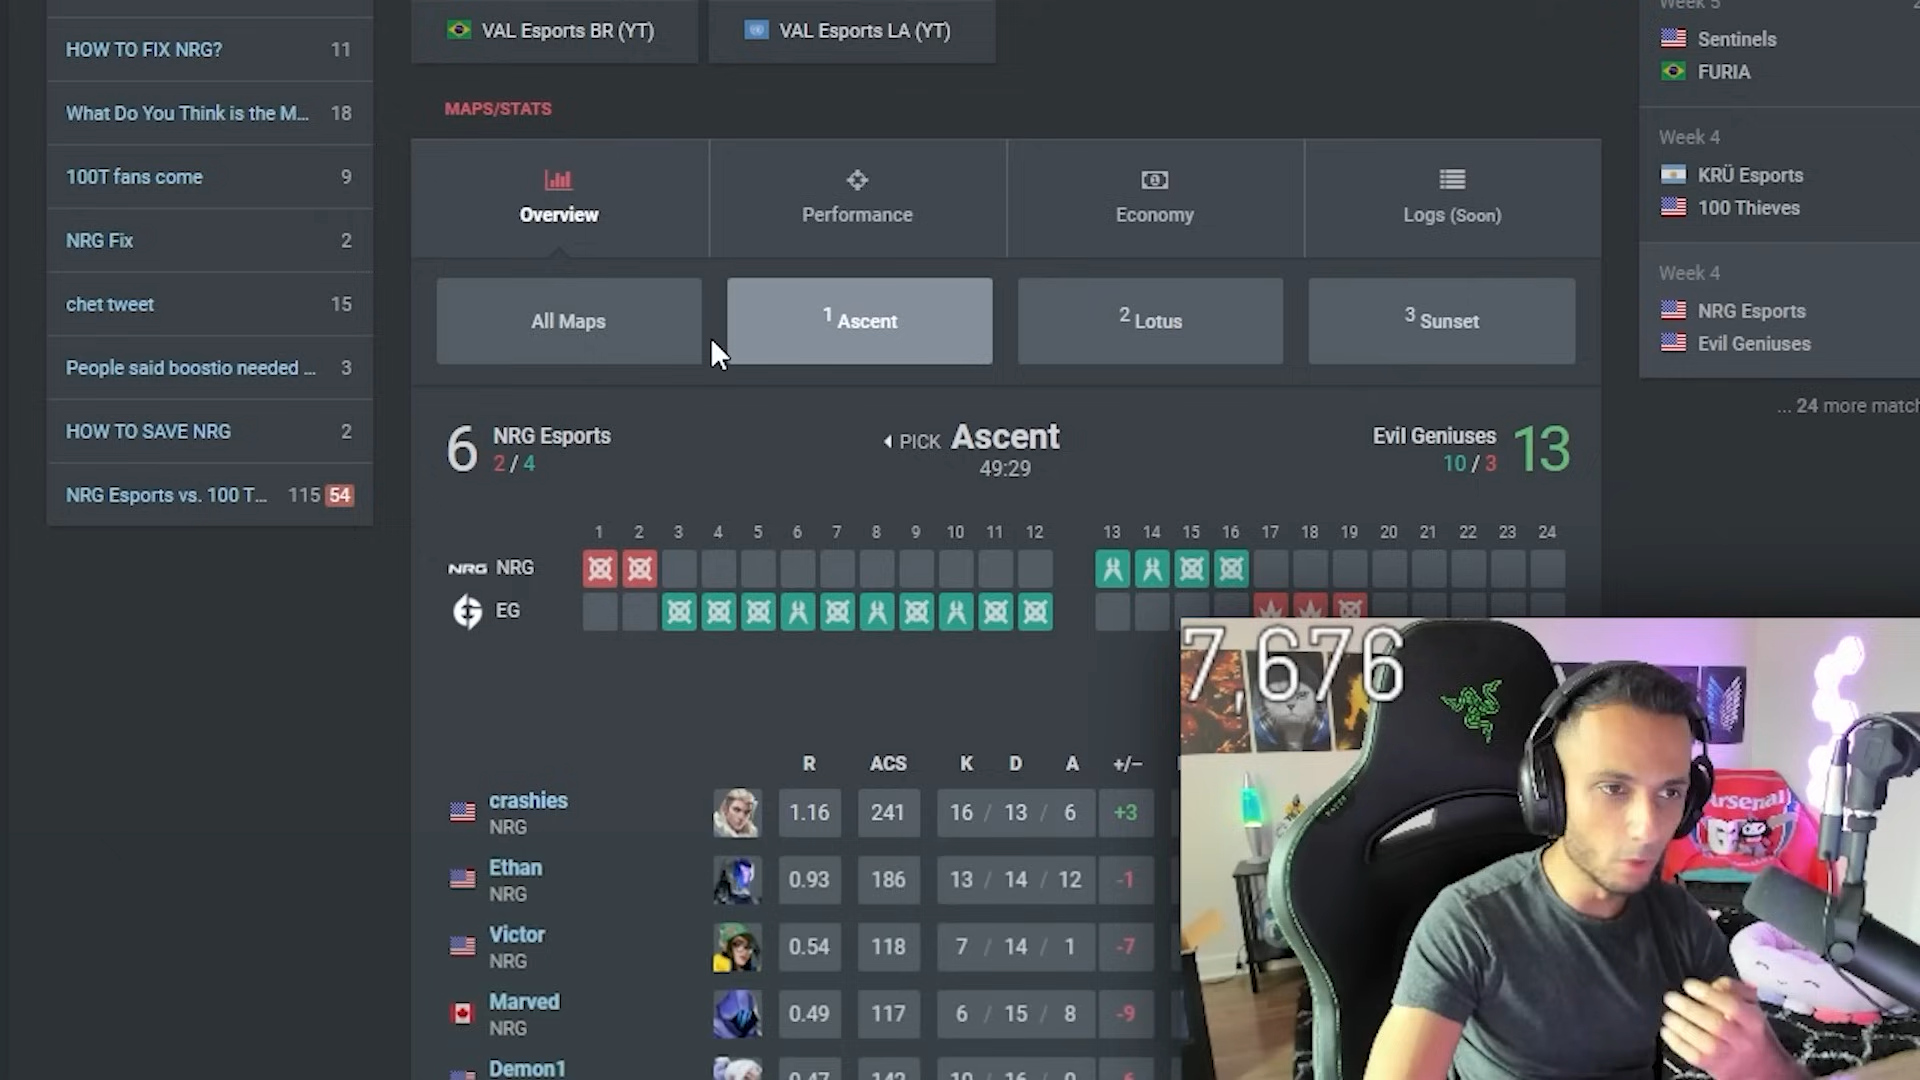 HOW TO FIX NRG? 11
What Do You Think is the M... 18
100T fans come 9
NRG Fix 2
chet tweet 15
People said boostio needed ... 3
HOW TO SAVE NRG 2
NRG Esports vs. 100 T... 115 54
VAL Esports BR (YT) VAL Esports LA (YT)
MAPS/STATS
Overview Performance Economy Logs (Soon)
All Maps 1 Ascent 2 Lotus 3 Sunset
6 NRG Esports PICK Ascent Evil Geniuses 13
2 / 4 49:29 10 / 3
1 2 3 4 5 6 7 8 9 10 11 12 13 14 15 16 17 18 19 20 21 22 23 24
NRG NRG
EG
R ACS K D A +/–
crashies 1.16 241 16 / 13 / 6 +3
NRG
Ethan 0.93 186 13 / 14 / 12 -1
NRG
Victor 0.54 118 7 / 14 / 1 -7
NRG
Marved 0.49 117 6 / 15 / 8 -9
NRG
Demon1
Week 5
Sentinels
FURIA
Week 4
KRÜ Esports
100 Thieves
Week 4
NRG Esports
Evil Geniuses
... 24 more match
7,676
Arsenal